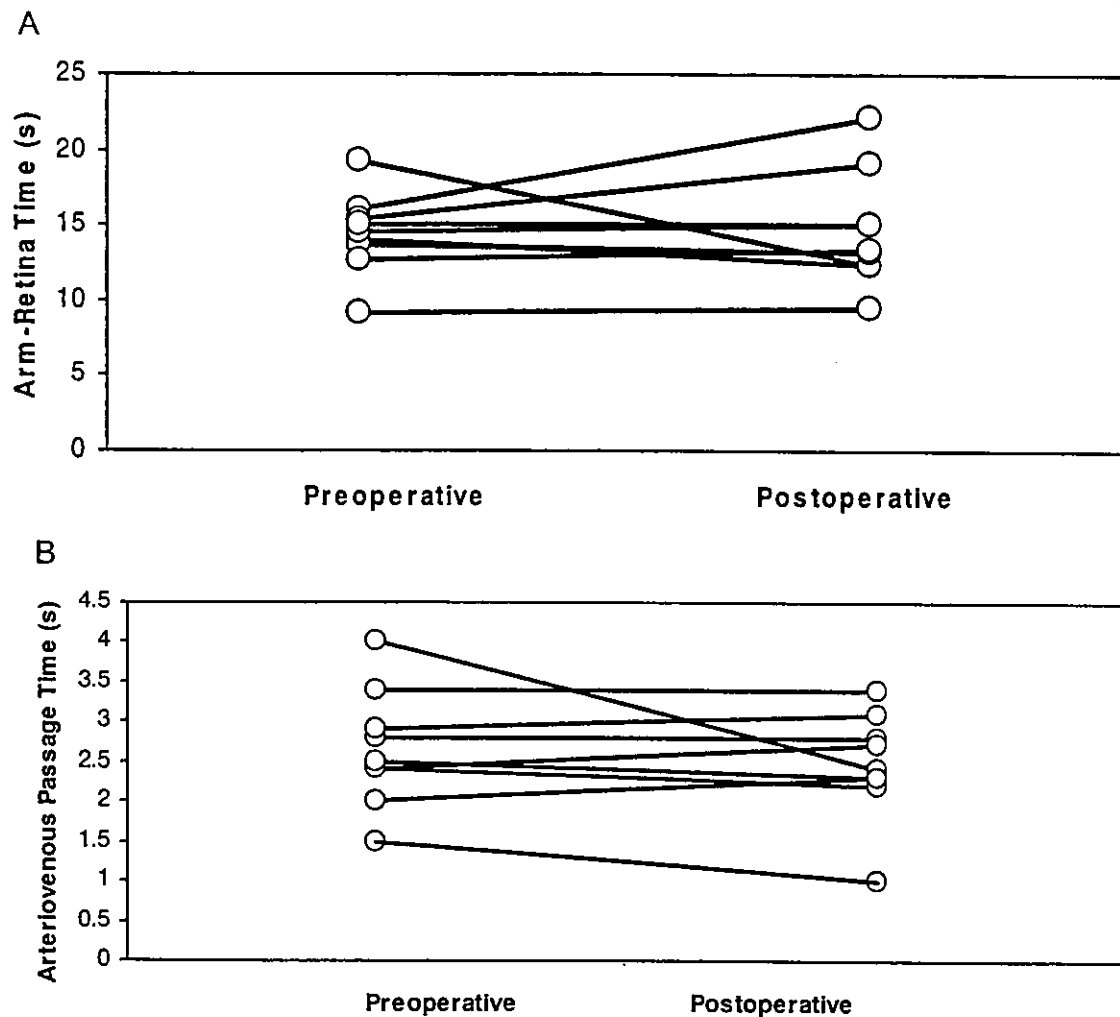 A
Arm-Retina Time (s)
25
20
15
10
5
0
Preoperative Postoperative
B
Arteriovenous Passage Time (s)
4.5
4
3.5
3
2.5
2
1.5
1
0.5
0
Preoperative Postoperative